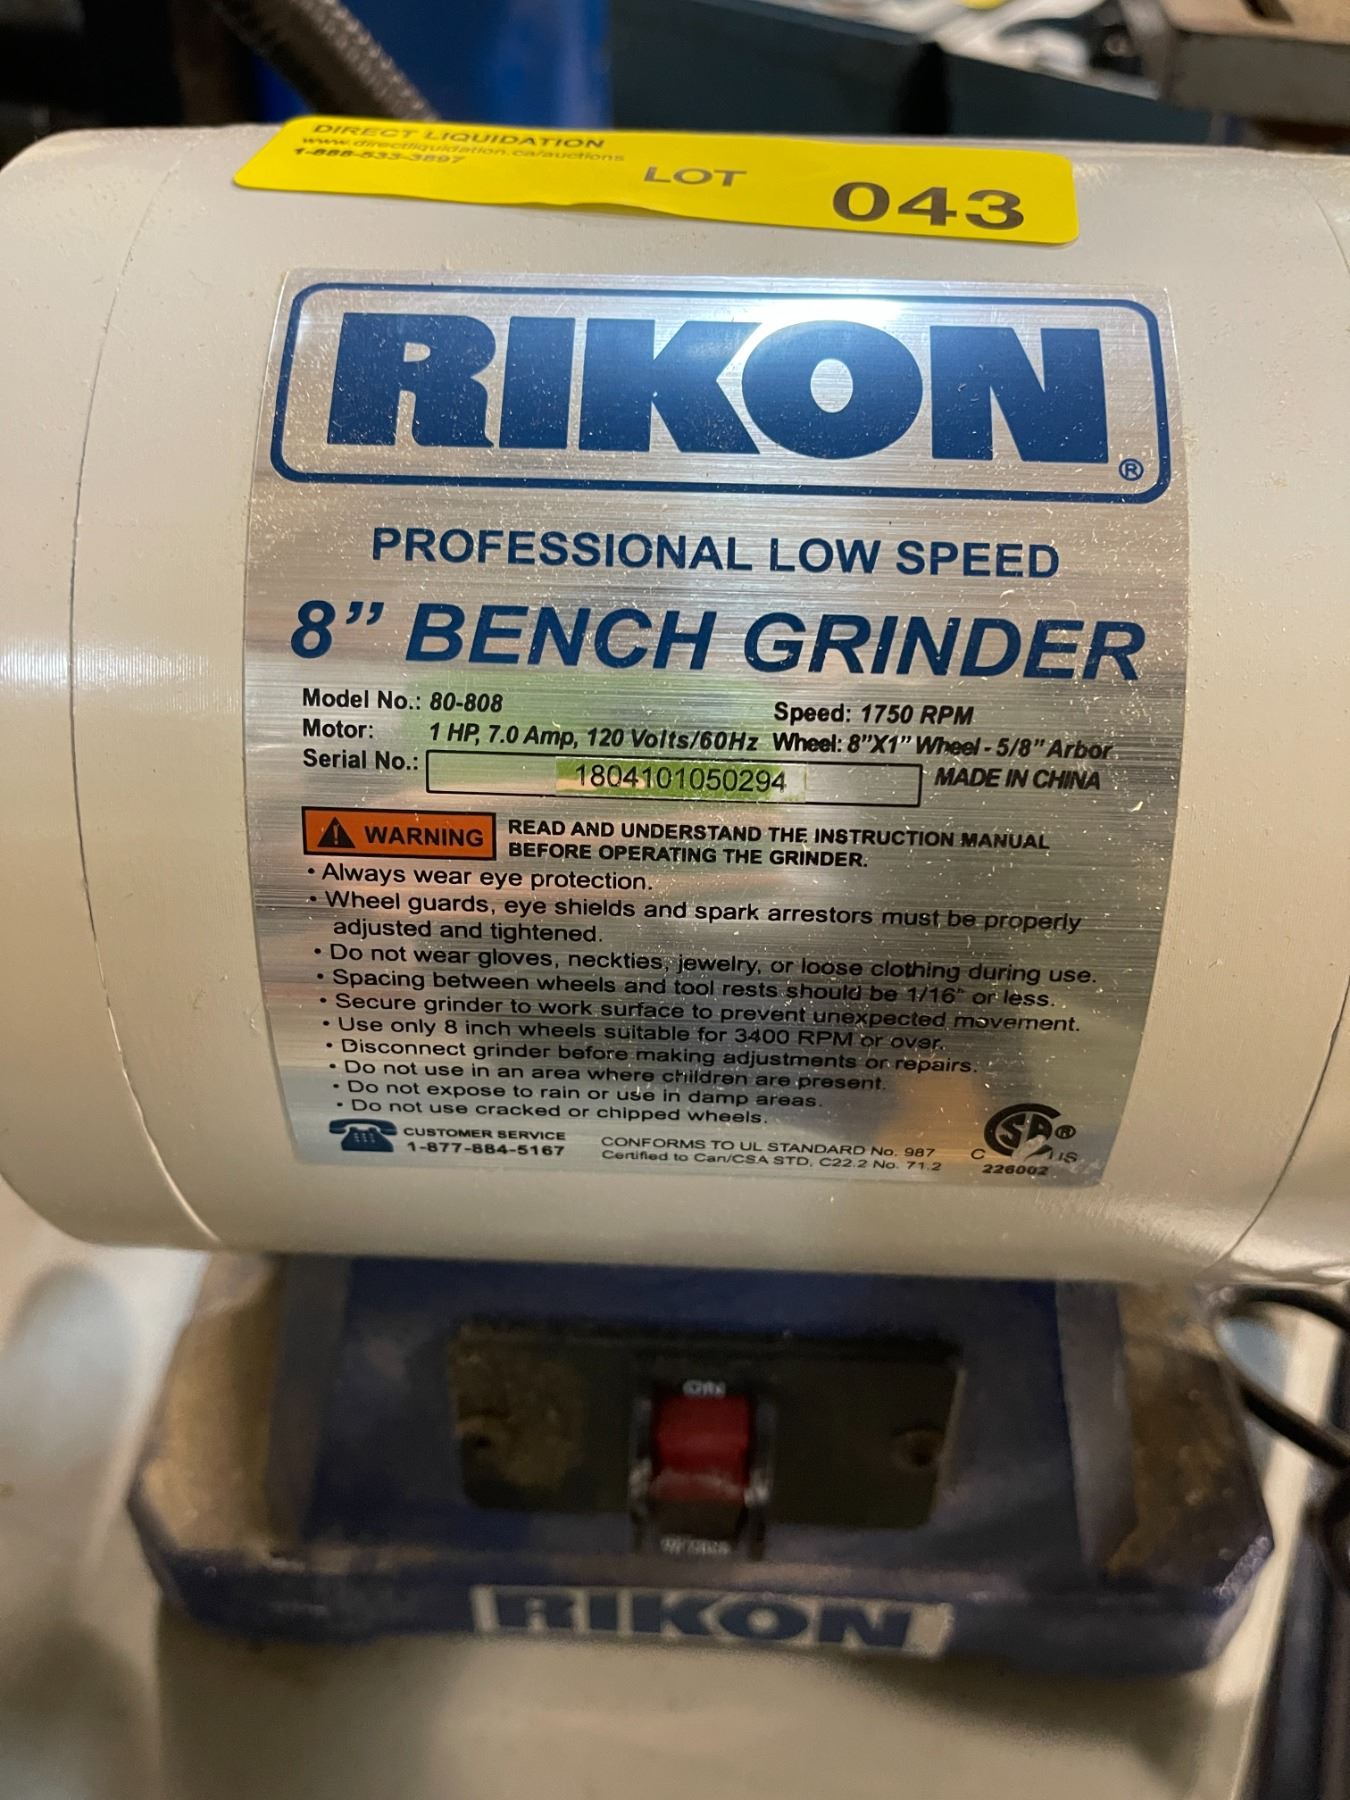 DIRECT LIQUIDATION
www.directliquidation.ca/auctions
1-888-533-3897
LOT 043
RIKON®
PROFESSIONAL LOW SPEED
8” BENCH GRINDER
Model No.: 80-808 Speed: 1750 RPM
Motor: 1 HP, 7.0 Amp, 120 Volts/60Hz Wheel: 8”X1” Wheel - 5/8” Arbor
Serial No.: 1804101050294 MADE IN CHINA
WARNING READ AND UNDERSTAND THE INSTRUCTION MANUAL
BEFORE OPERATING THE GRINDER.
• Always wear eye protection.
• Wheel guards, eye shields and spark arrestors must be properly
adjusted and tightened.
• Do not wear gloves, neckties, jewelry, or loose clothing during use.
• Spacing between wheels and tool rests should be 1/16" or less.
• Secure grinder to work surface to prevent unexpected movement.
• Use only 8 inch wheels suitable for 3400 RPM or over.
• Disconnect grinder before making adjustments or repairs.
• Do not use in an area where children are present.
• Do not expose to rain or use in damp areas.
• Do not use cracked or chipped wheels.
CUSTOMER SERVICE
1-877-884-5167
CONFORMS TO UL STANDARD No. 987
Certified to Can/CSA STD, C22.2 No. 71.2
C SA® US
226002
ON
RIKON